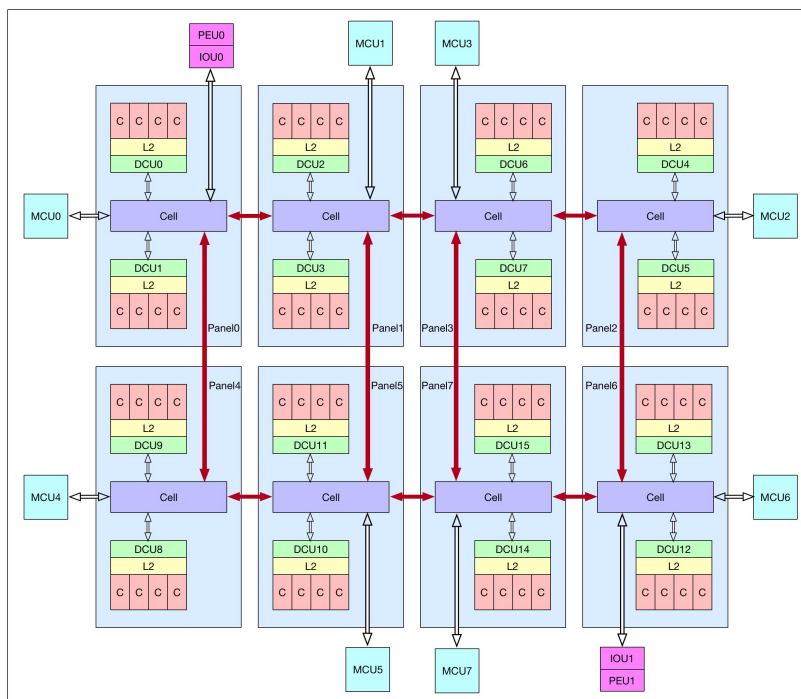 PEU0
IOU0
MCU1
MCU3
C C C C
L2
DCU0
C C C C
L2
DCU2
C C C C
L2
DCU6
C C C C
L2
DCU4
MCU0
Cell
Cell
Cell
Cell
MCU2
DCU1
L2
C C C C
DCU3
L2
C C C C
DCU7
L2
C C C C
DCU5
L2
C C C C
Panel0
Panel1
Panel3
Panel2
Panel4
Panel5
Panel7
Panel6
C C C C
L2
DCU9
C C C C
L2
DCU11
C C C C
L2
DCU15
C C C C
L2
DCU13
MCU4
Cell
Cell
Cell
Cell
MCU6
DCU8
L2
C C C C
DCU10
L2
C C C C
DCU14
L2
C C C C
DCU12
L2
C C C C
MCU5
MCU7
IOU1
PEU1